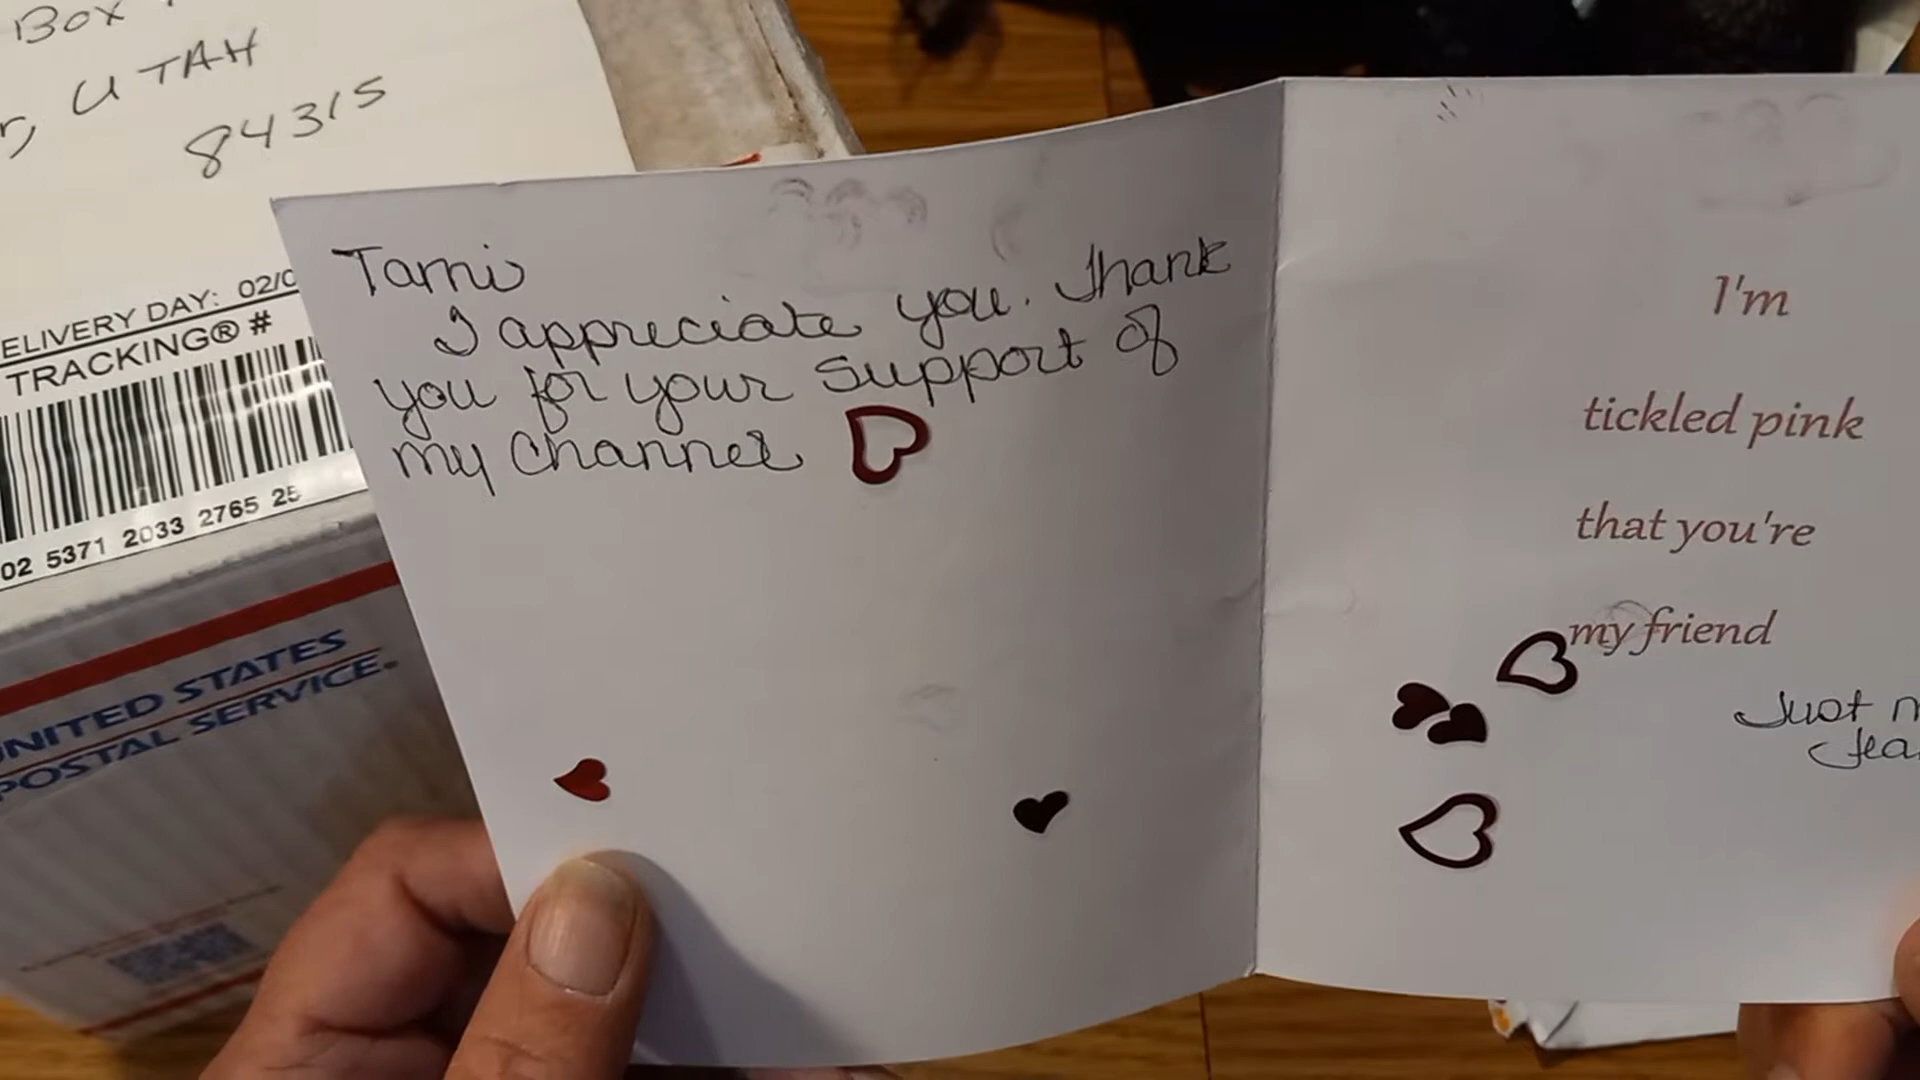 BOX
UTAH
84315
DELIVERY DAY: 02/0
TRACKING® #
02 5371 2033 2765 25
UNITED STATES
POSTAL SERVICE.
Tami
I appreciate you. Thank
you for your support of
my channel
I'm
tickled pink
that you're
my friend
Just